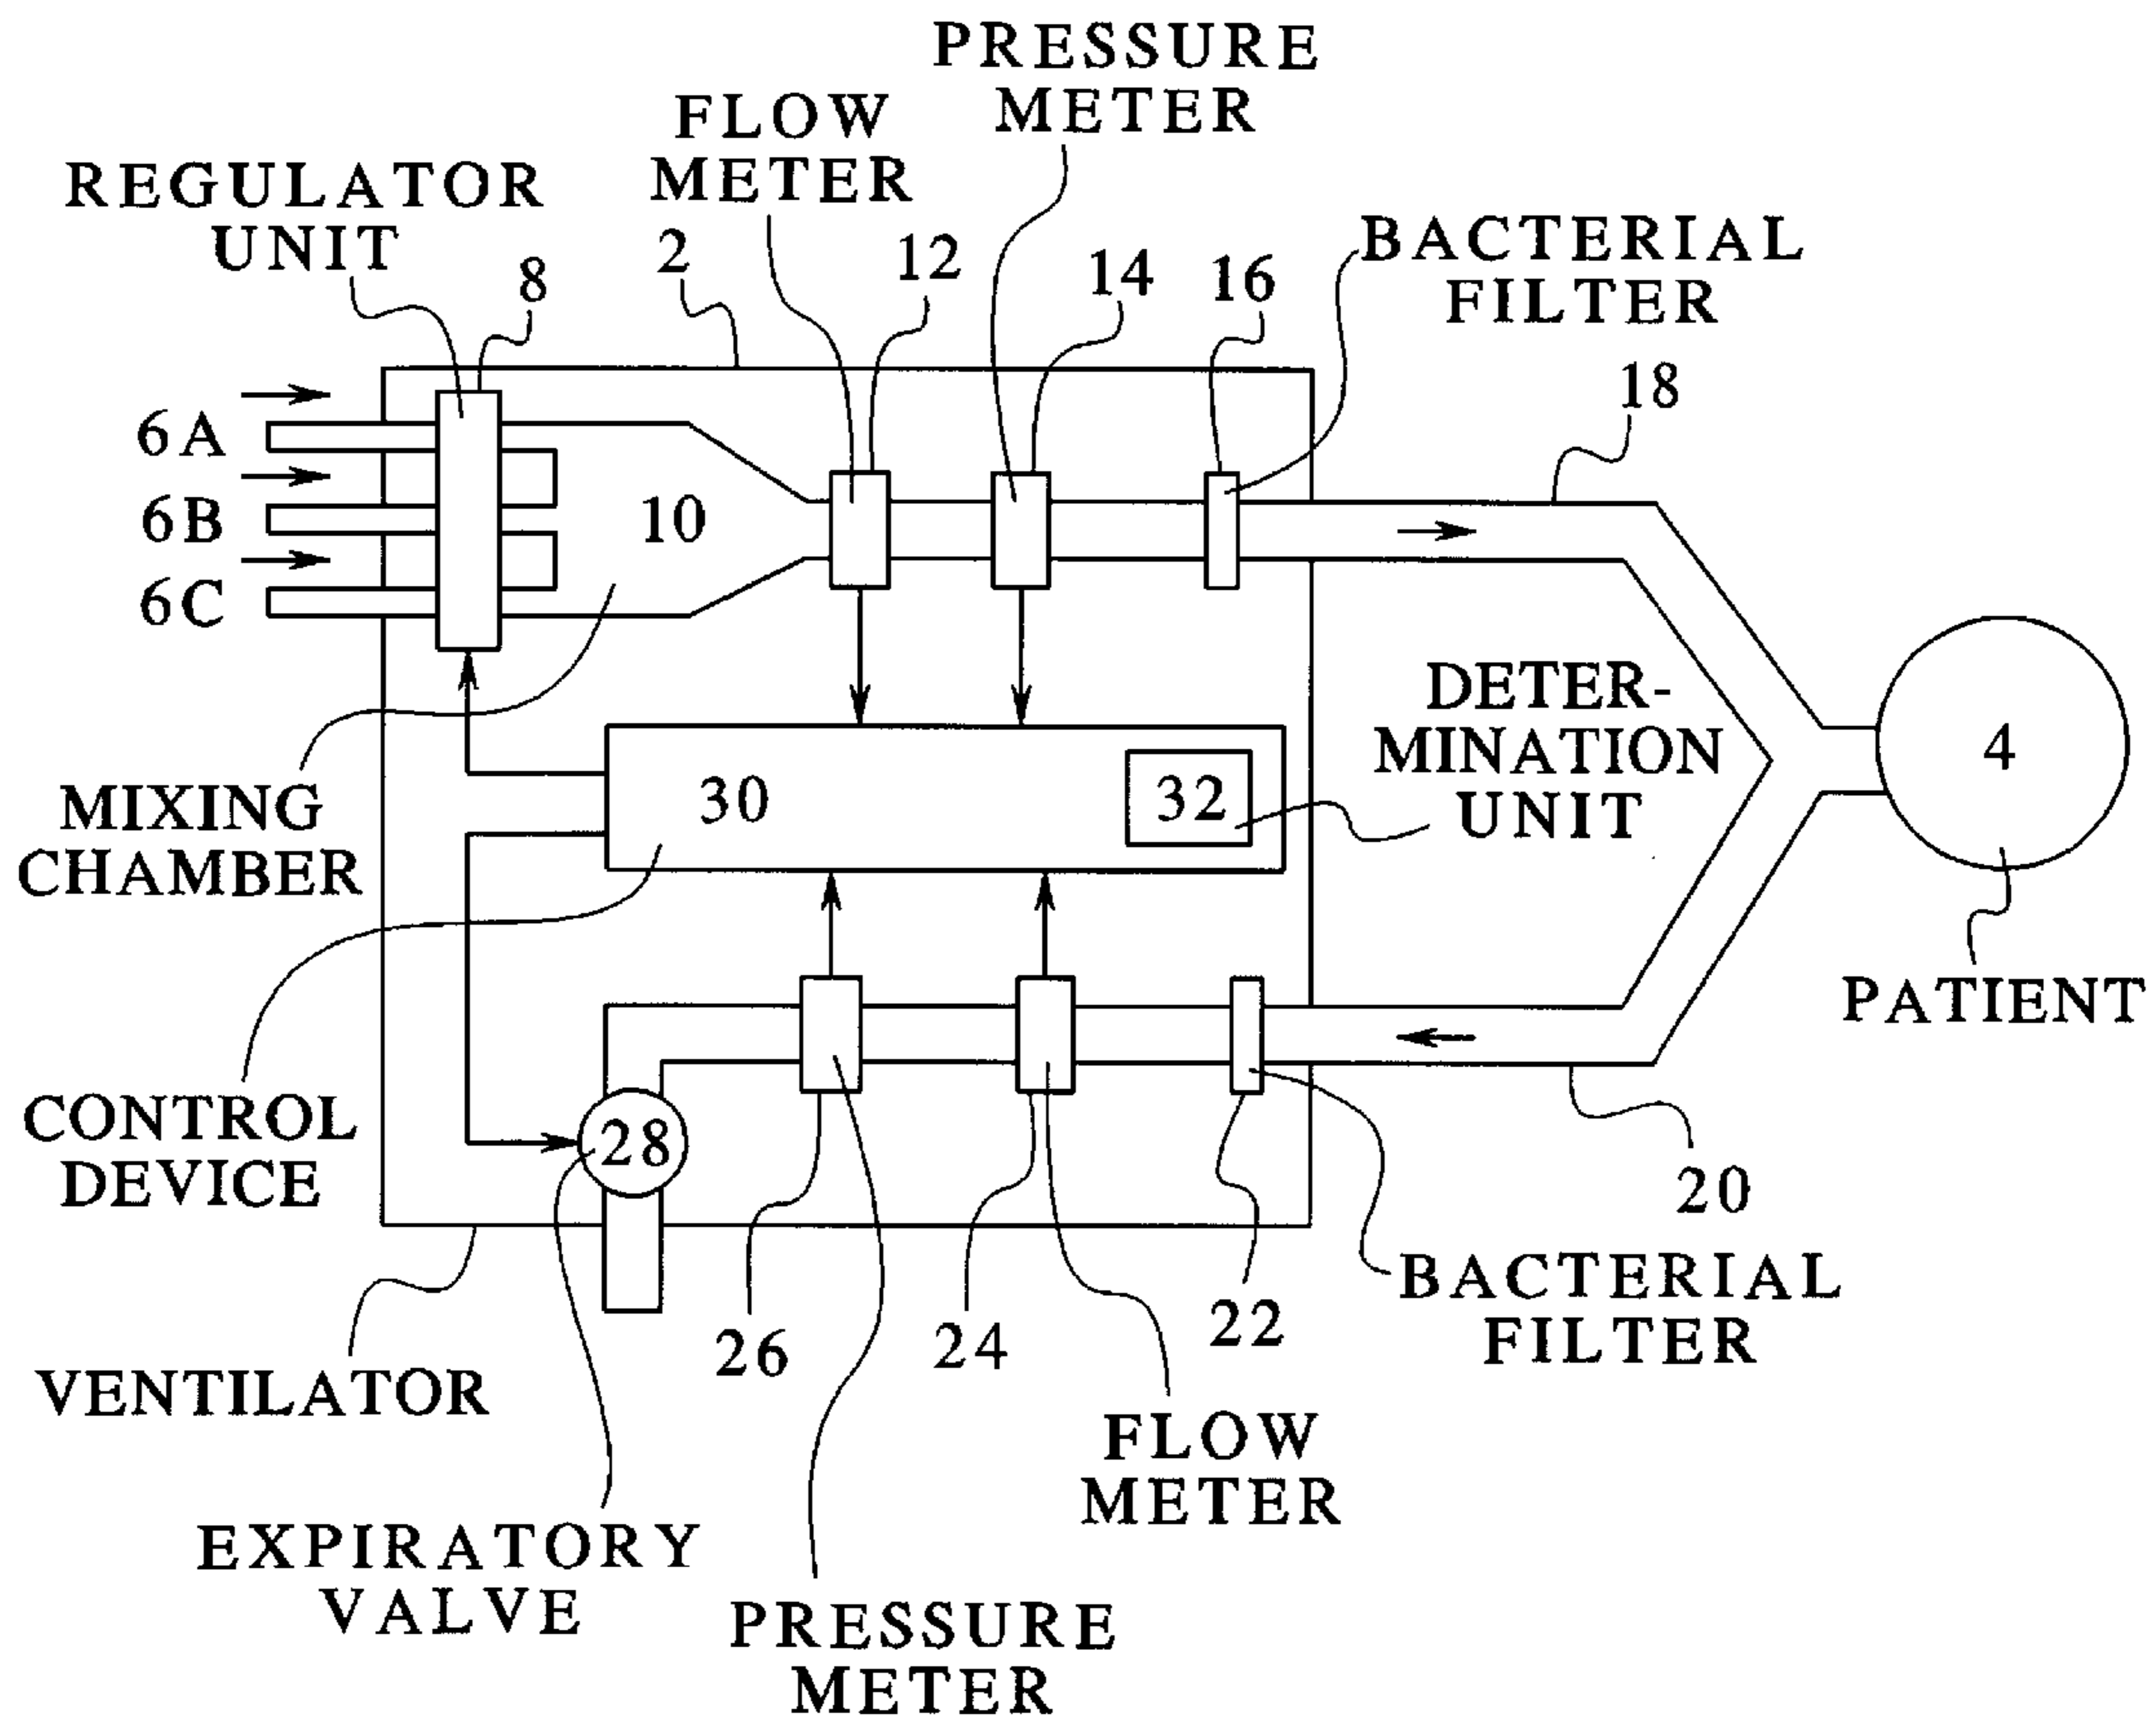 PRESSURE
METER
FLOW
METER
REGULATOR
UNIT
8
2
12
14
16
BACTERIAL
FILTER
18
6A
6B
6C
10
DETER-
MINATION
UNIT
4
30
32
MIXING
CHAMBER
PATIENT
CONTROL
DEVICE
28
20
26
24
22
BACTERIAL
FILTER
VENTILATOR
FLOW
METER
EXPIRATORY
VALVE
PRESSURE
METER